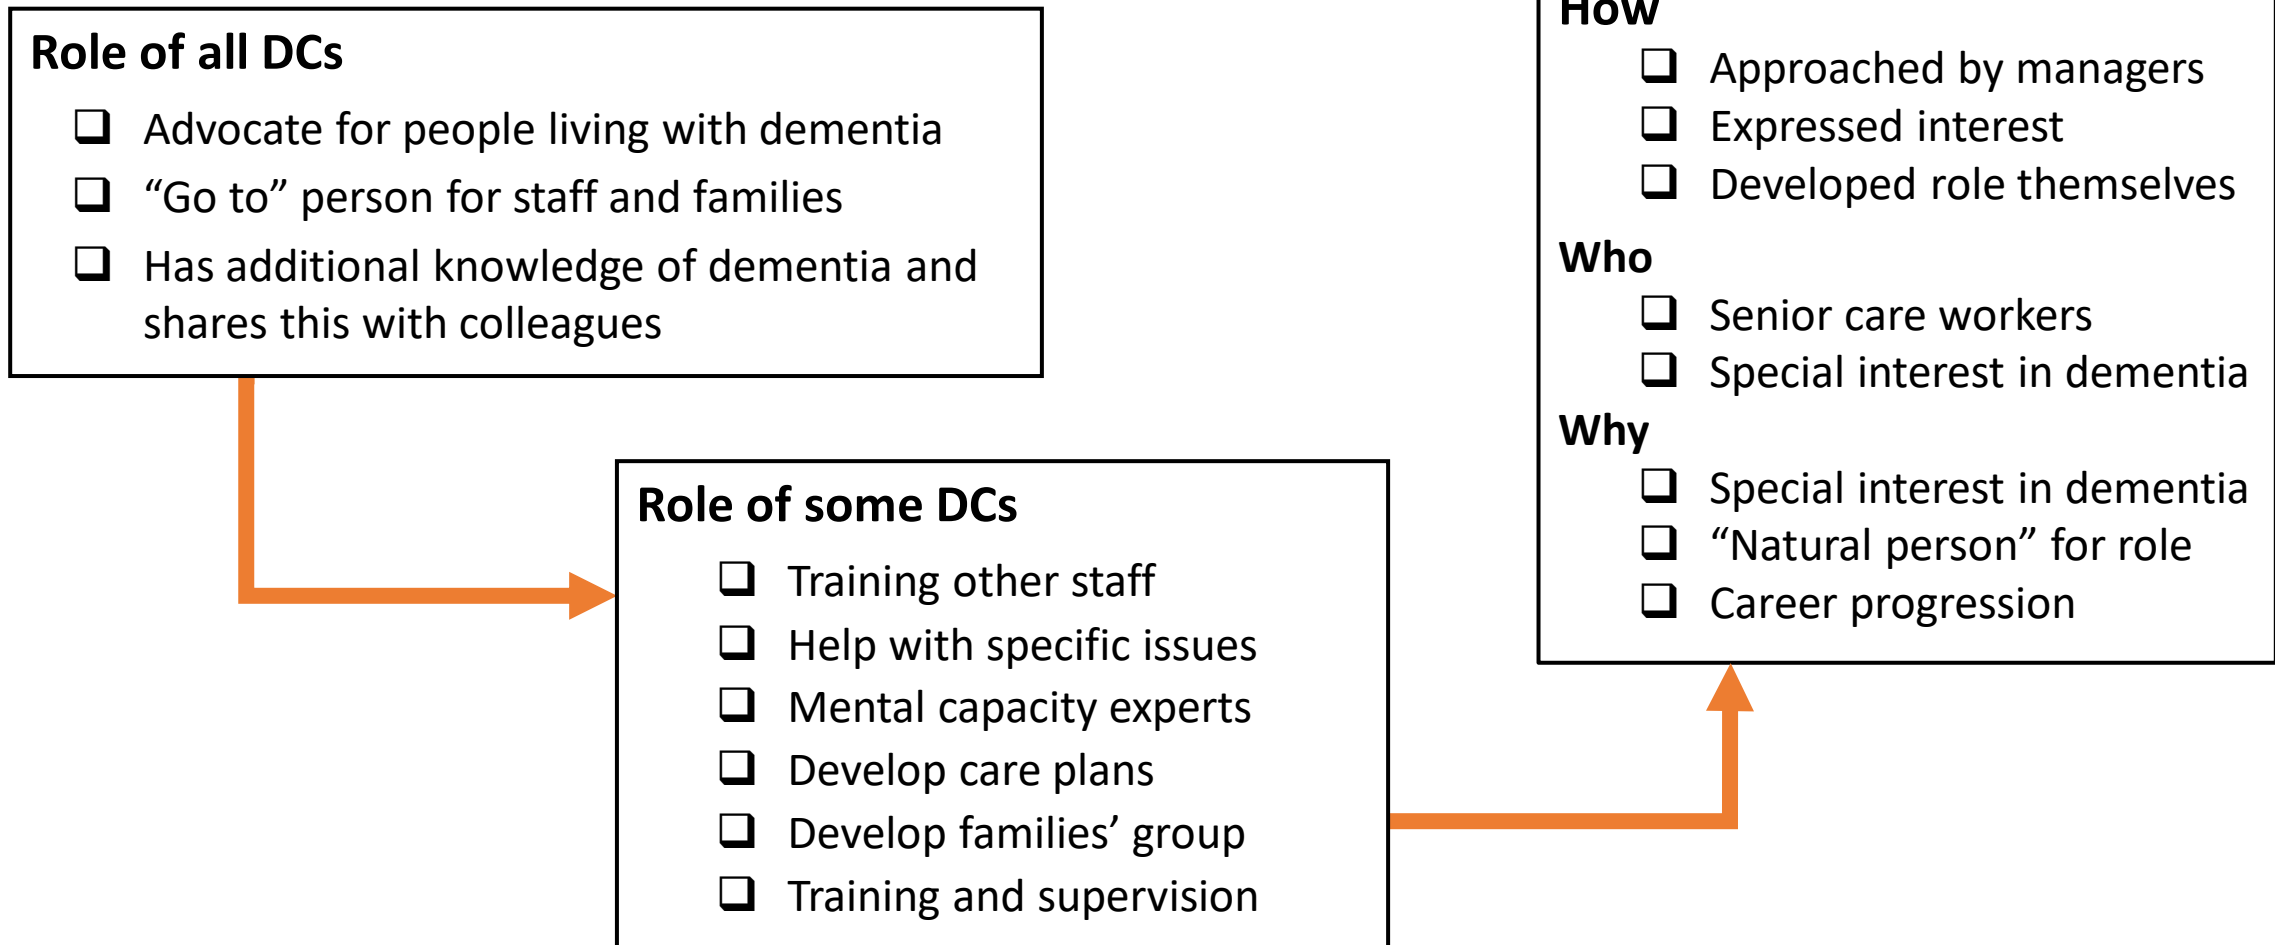 Role of all DCs
❑ Advocate for people living with dementia
❑ “Go to” person for staff and families
❑ Has additional knowledge of dementia and
shares this with colleagues
Role of some DCs
❑ Training other staff
❑ Help with specific issues
❑ Mental capacity experts
❑ Develop care plans
❑ Develop families’ group
❑ Training and supervision
How
❑ Approached by managers
❑ Expressed interest
❑ Developed role themselves
Who
❑ Senior care workers
❑ Special interest in dementia
Why
❑ Special interest in dementia
❑ “Natural person” for role
❑ Career progression